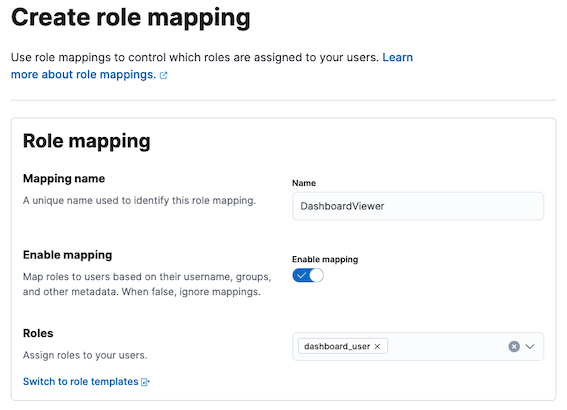 Create role mapping
Use role mappings to control which roles are assigned to your users. Learn
more about role mappings.
Role mapping
Mapping name
A unique name used to identify this role mapping.
Name
DashboardViewer
Enable mapping
Map roles to users based on their username, groups,
and other metadata. When false, ignore mappings.
Enable mapping
Roles
Assign roles to your users.
dashboard_user
Switch to role templates